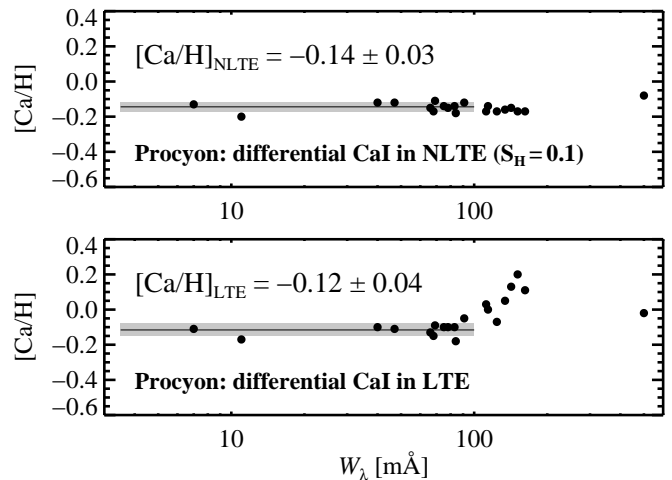 0.4
0.2
0.0
−0.2
−0.4
−0.6
[Ca/H]
[Ca/H]NLTE = −0.14 ± 0.03
Procyon: differential CaI in NLTE (SH = 0.1)
10
100
0.4
0.2
0.0
−0.2
−0.4
−0.6
[Ca/H]
[Ca/H]LTE = −0.12 ± 0.04
Procyon: differential CaI in LTE
10
100
Wλ [mÅ]